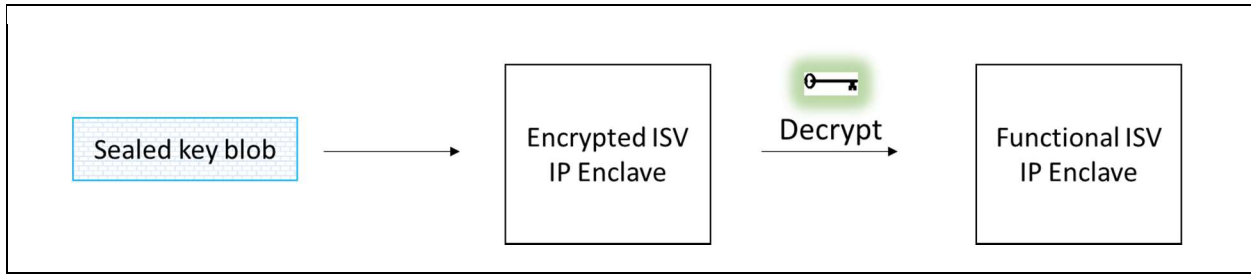 Sealed key blob
Encrypted ISV
IP Enclave
Decrypt
Functional ISV
IP Enclave